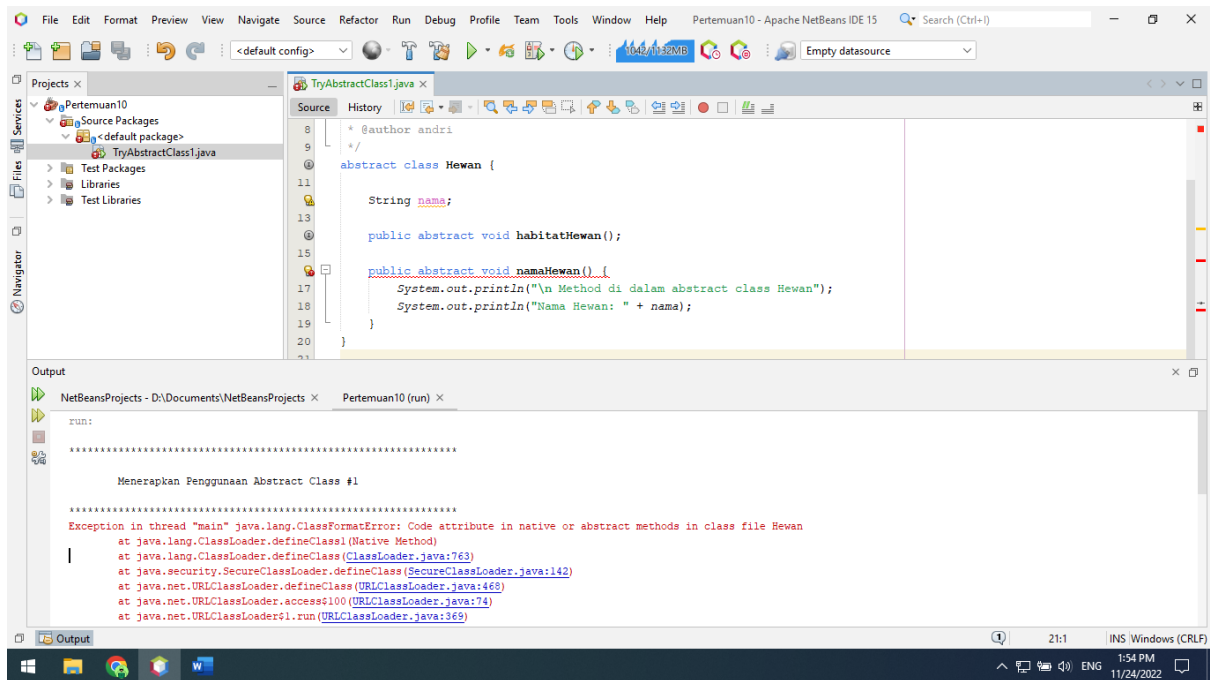 File Edit Format Preview View Navigate Source Refactor Run Debug Profile Team Tools Window Help Pertemuan10 - Apache NetBeans IDE 15 Search (Ctrl+I)
<default config> 1042/1132MB Empty datasource
Projects
TryAbstractClass1.java
Services
Files
Navigator
Pertemuan10
Source Packages
<default package>
TryAbstractClass1.java
Test Packages
Libraries
Test Libraries
Source History
8 * @author andri
9 */
abstract class Hewan {
11
String nama;
13
public abstract void habitatHewan();
15
public abstract void namaHewan() {
17 System.out.println("\n Method di dalam abstract class Hewan");
18 System.out.println("Nama Hewan: " + nama);
19 }
20 }
21
Output
NetBeansProjects - D:\Documents\NetBeansProjects Pertemuan10 (run)
run:
***************************************************************
Menerapkan Penggunaan Abstract Class #1
***************************************************************
Exception in thread "main" java.lang.ClassFormatError: Code attribute in native or abstract methods in class file Hewan
at java.lang.ClassLoader.defineClass1(Native Method)
at java.lang.ClassLoader.defineClass(ClassLoader.java:763)
at java.security.SecureClassLoader.defineClass(SecureClassLoader.java:142)
at java.net.URLClassLoader.defineClass(URLClassLoader.java:468)
at java.net.URLClassLoader.access$100(URLClassLoader.java:74)
at java.net.URLClassLoader$1.run(URLClassLoader.java:369)
Output 1 21:1 INS Windows (CRLF)
ENG 1:54 PM
11/24/2022